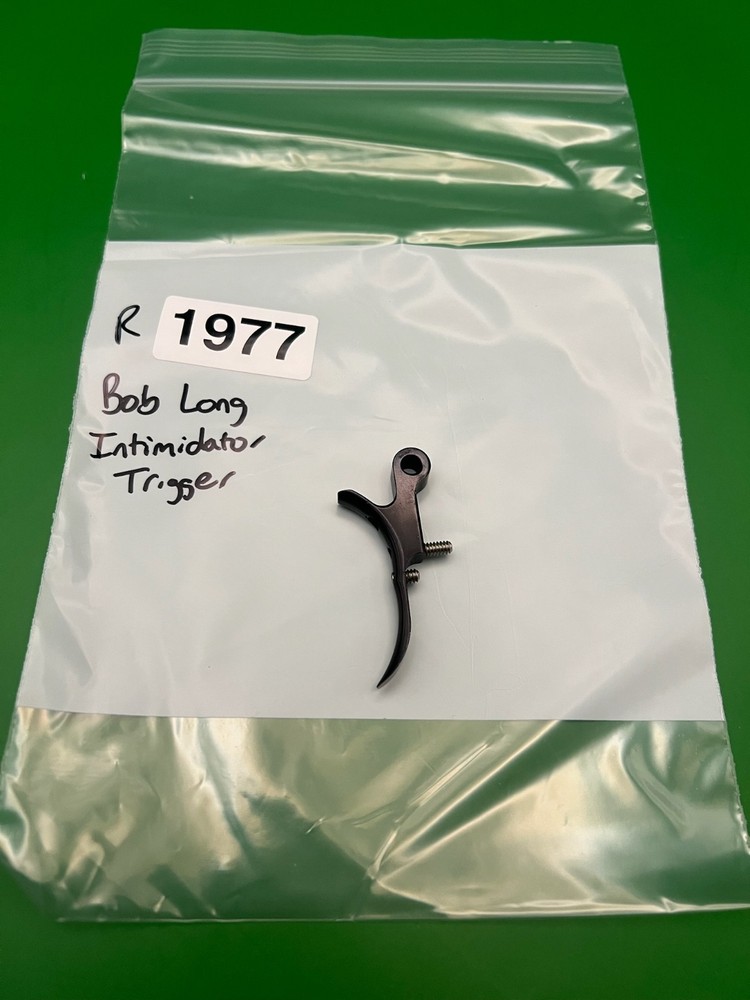 R 1977
Bob Long
Intimidator
Trigger